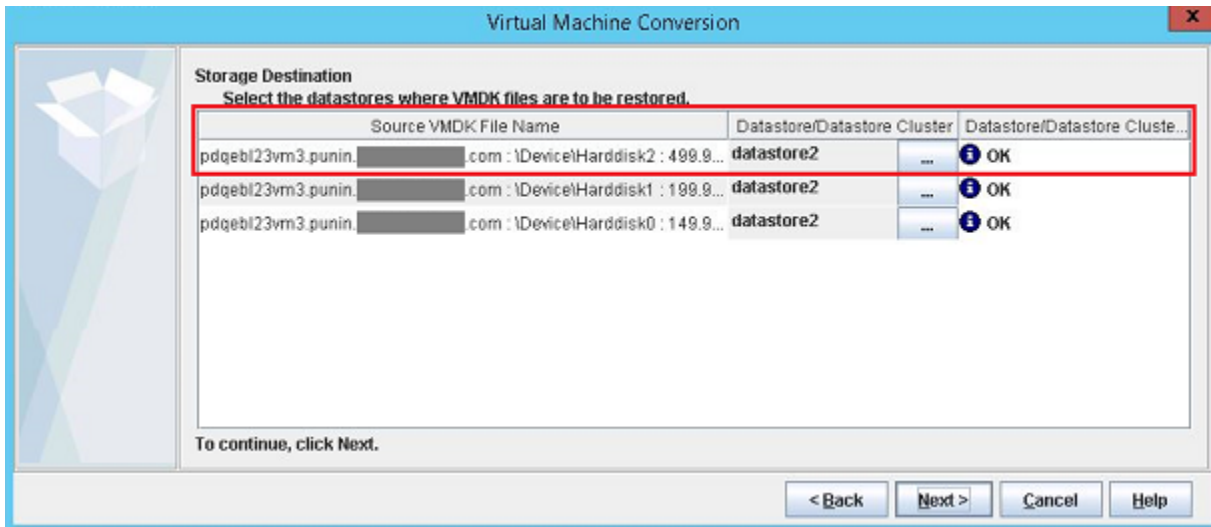 Virtual Machine Conversion
x
Storage Destination
Select the datastores where VMDK files are to be restored.
Source VMDK File Name Datastore/Datastore Cluster Datastore/Datastore Cluste...
pdqebl23vm3.punin. .com : \Device\Harddisk2 : 499.9... datastore2 ... OK
pdqebl23vm3.punin. .com : \Device\Harddisk1 : 199.9... datastore2 ... OK
pdqebl23vm3.punin. .com : \Device\Harddisk0 : 149.9... datastore2 ... OK
To continue, click Next.
< Back Next > Cancel Help